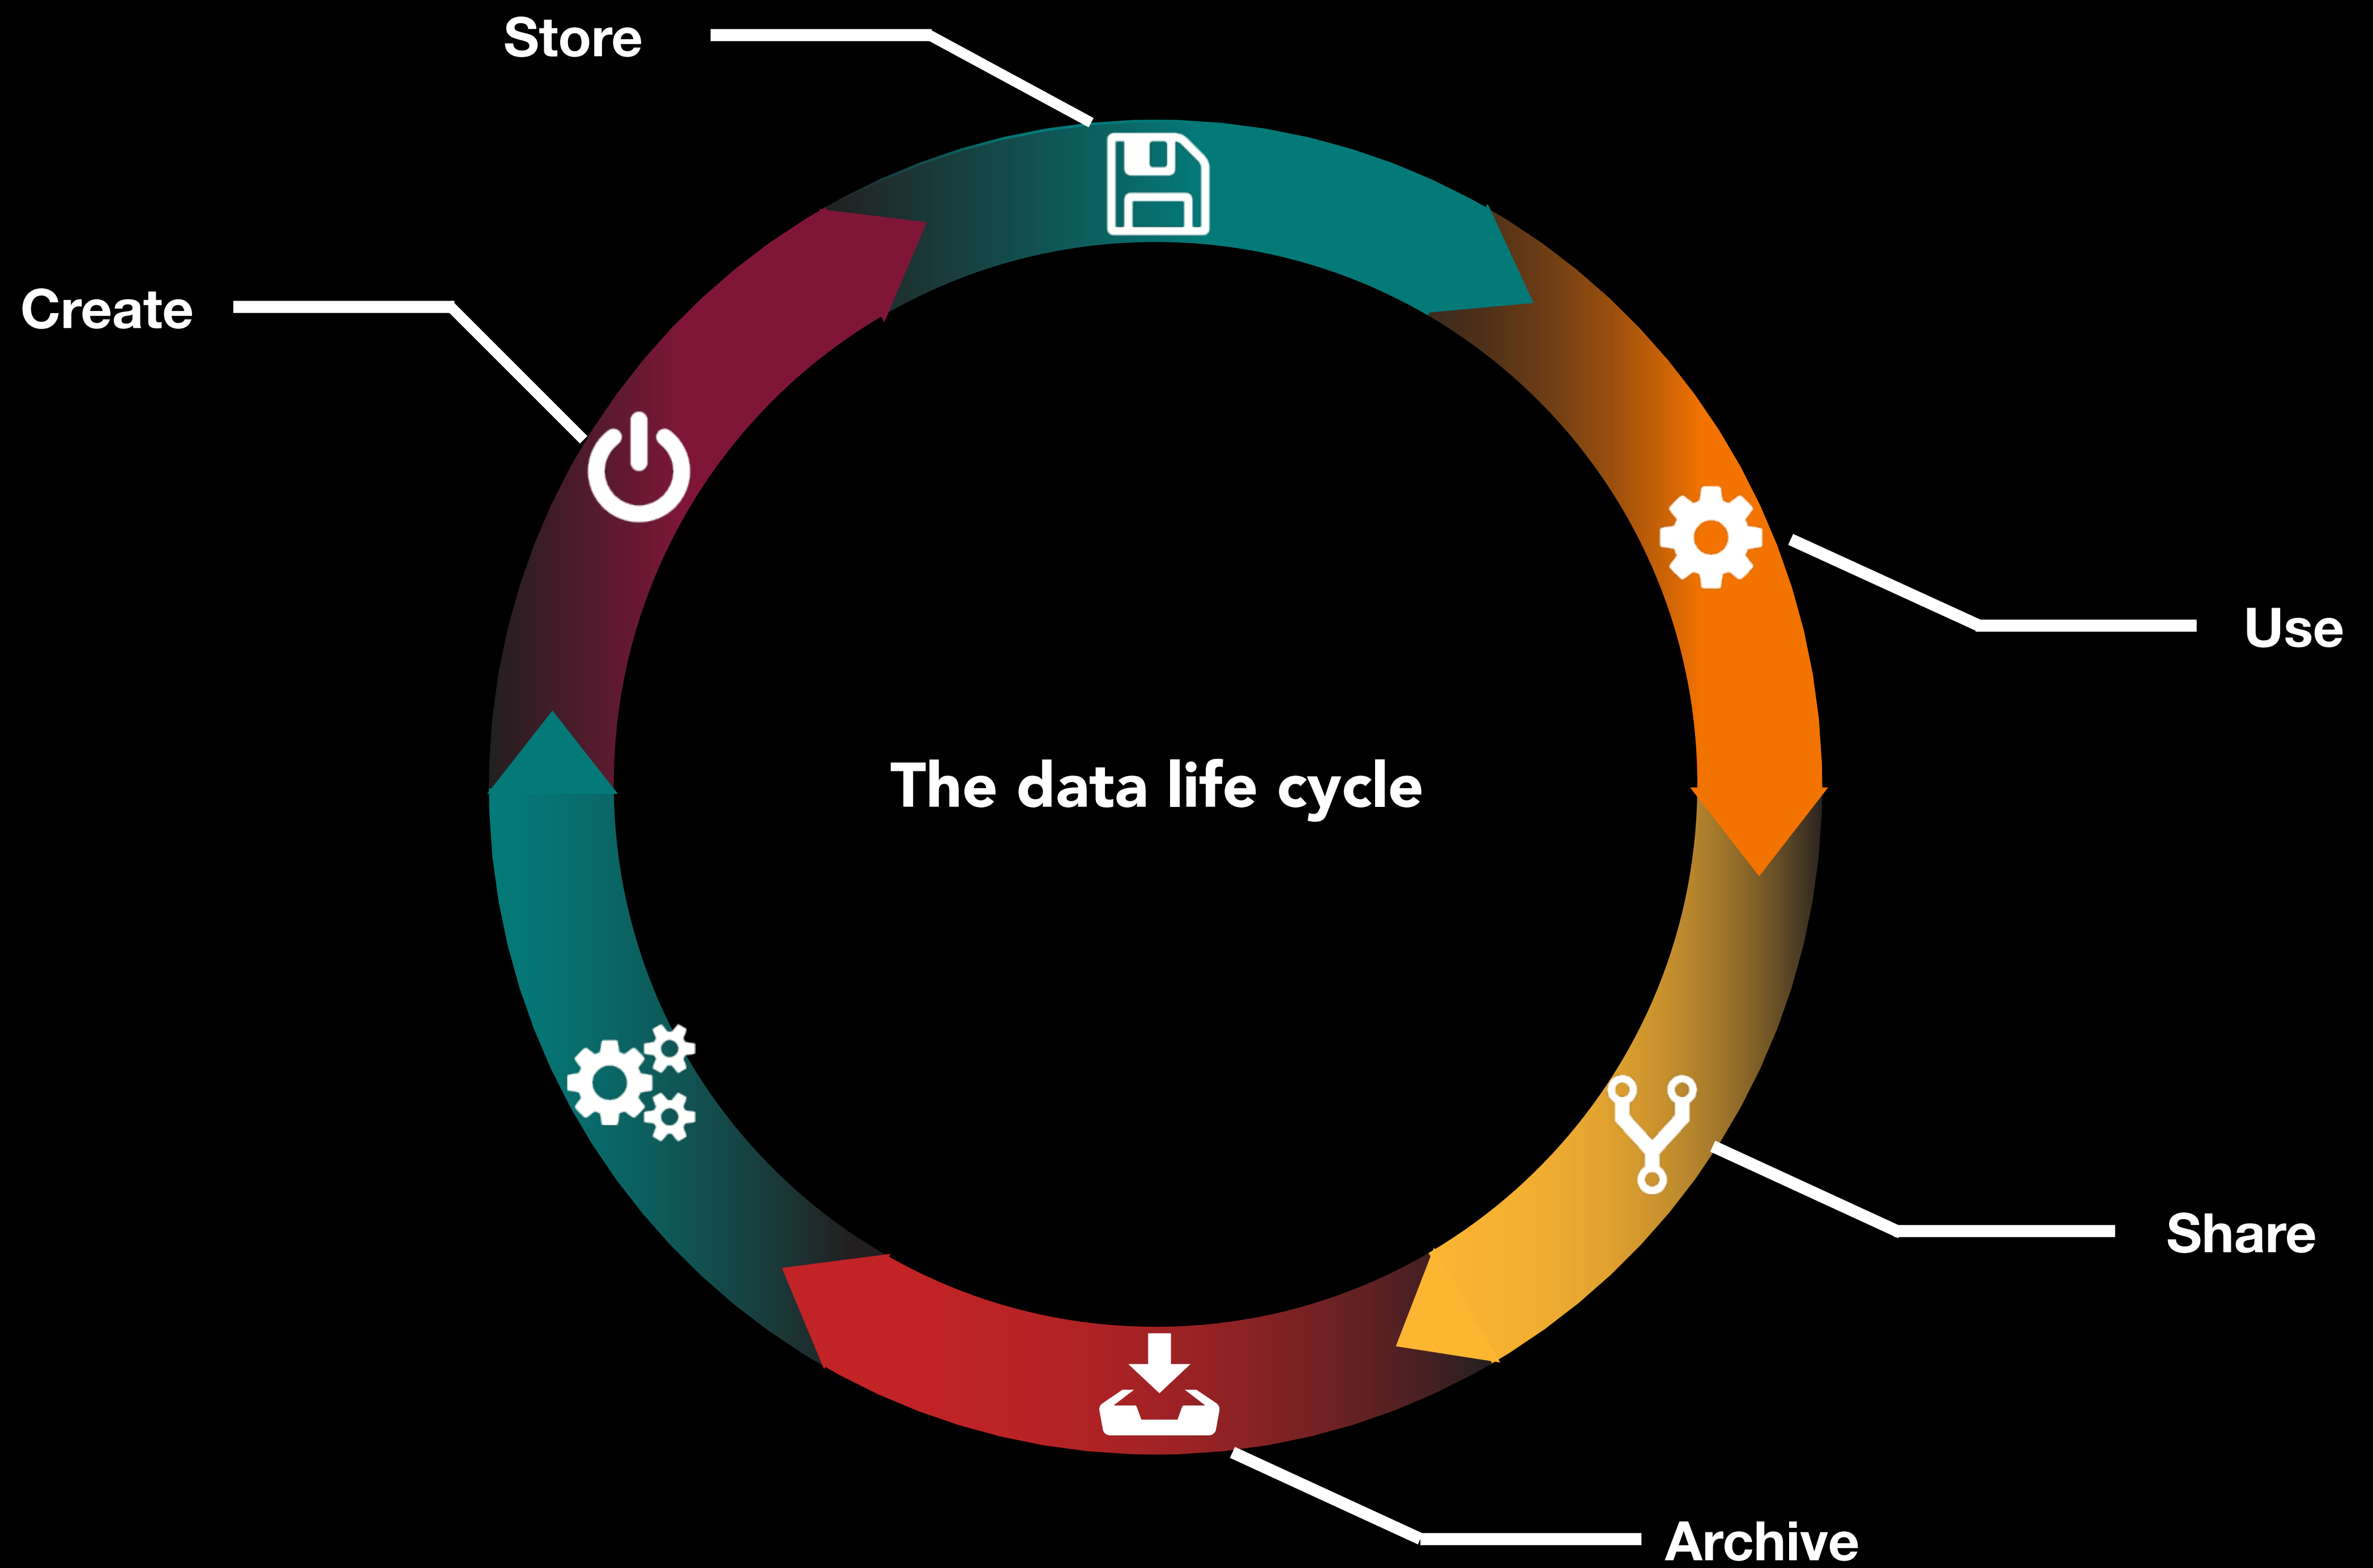 Store
Create
Use
The data life cycle
Share
Archive